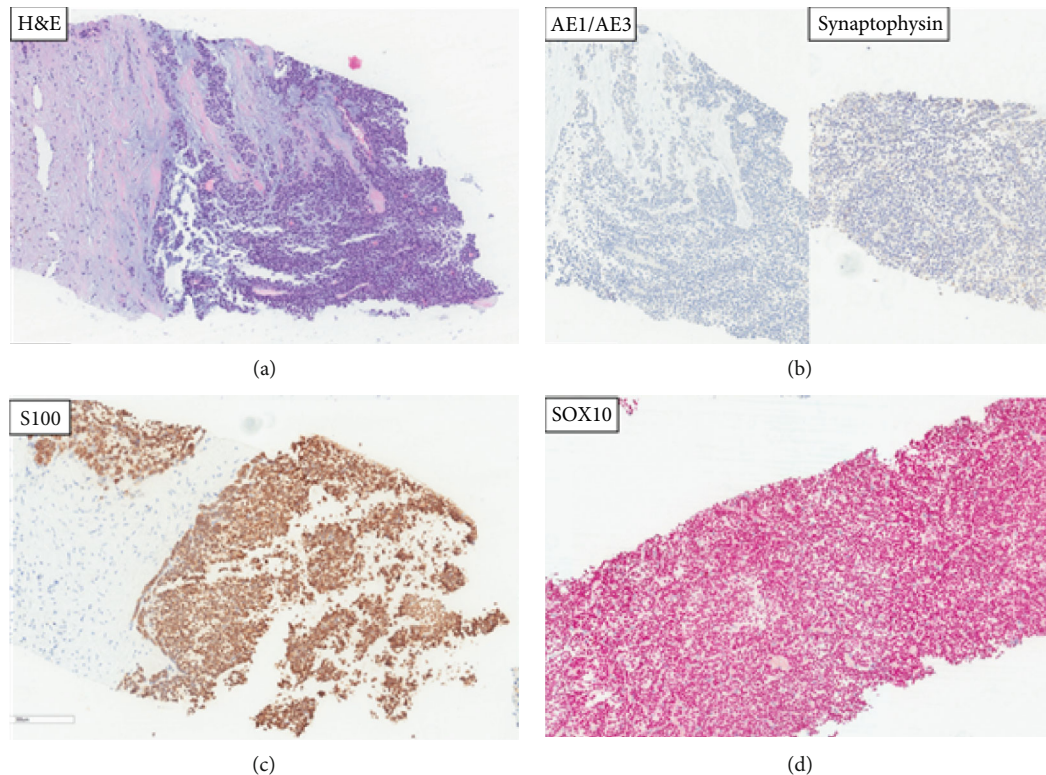 H&E
AE1/AE3
Synaptophysin
(a)
(b)
S100
SOX10
(c)
(d)